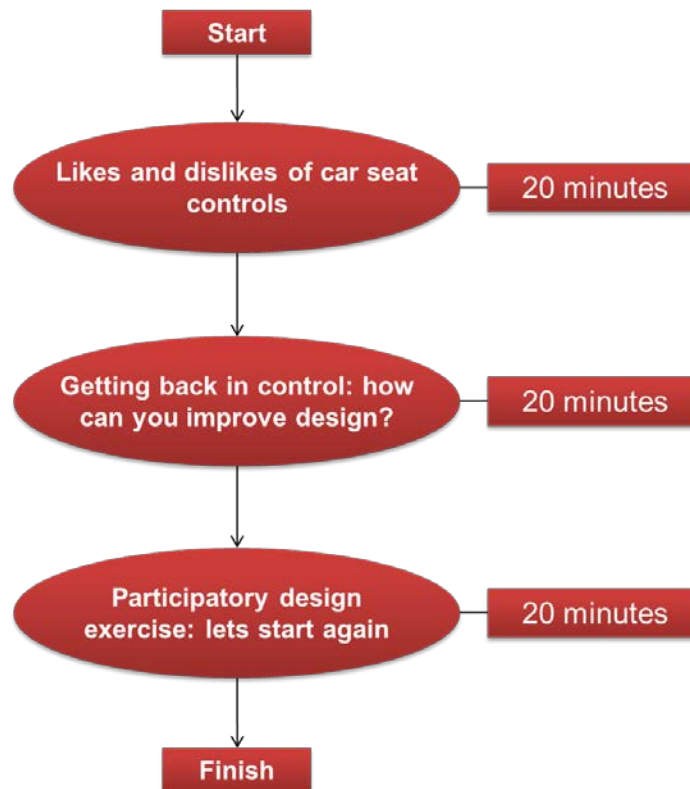 Start
Likes and dislikes of car seat
controls
20 minutes
Getting back in control: how
can you improve design?
20 minutes
Participatory design
exercise: lets start again
20 minutes
Finish